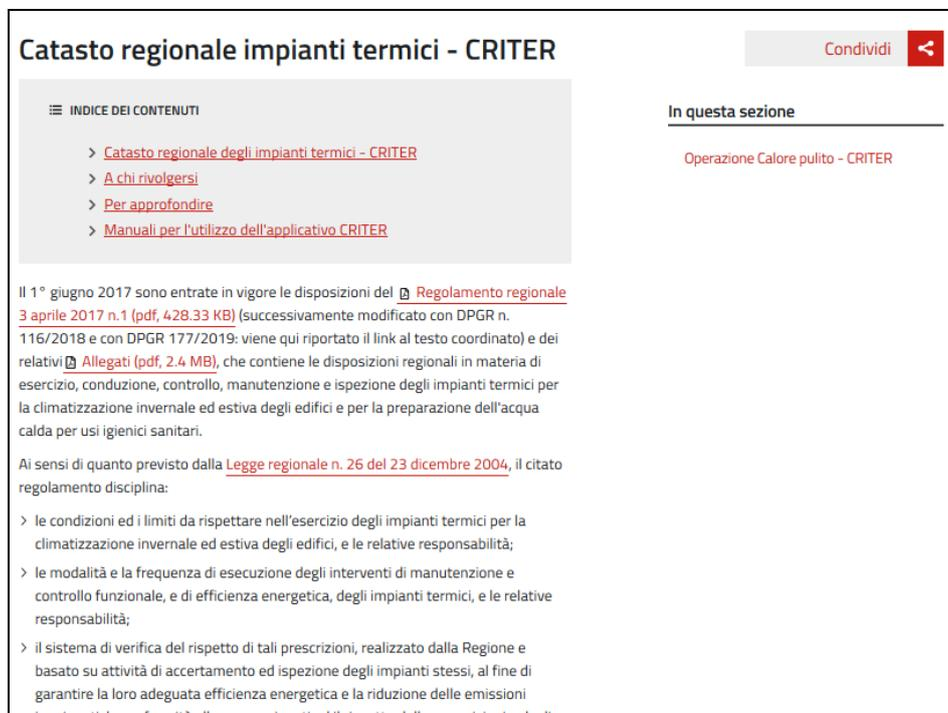 Catasto regionale impianti termici - CRITER
Condividi
INDICE DEI CONTENUTI
Catasto regionale degli impianti termici - CRITER
A chi rivolgersi
Per approfondire
Manuali per l'utilizzo dell'applicativo CRITER
In questa sezione
Operazione Calore pulito - CRITER
Il 1° giugno 2017 sono entrate in vigore le disposizioni del Regolamento regionale
3 aprile 2017 n.1 (pdf, 428.33 KB) (successivamente modificato con DPGR n.
116/2018 e con DPGR 177/2019: viene qui riportato il link al testo coordinato) e dei
relativi Allegati (pdf, 2.4 MB), che contiene le disposizioni regionali in materia di
esercizio, conduzione, controllo, manutenzione e ispezione degli impianti termici per
la climatizzazione invernale ed estiva degli edifici e per la preparazione dell'acqua
calda per usi igienici sanitari.
Ai sensi di quanto previsto dalla Legge regionale n. 26 del 23 dicembre 2004, il citato
regolamento disciplina:
le condizioni ed i limiti da rispettare nell'esercizio degli impianti termici per la
climatizzazione invernale ed estiva degli edifici, e le relative responsabilità;
le modalità e la frequenza di esecuzione degli interventi di manutenzione e
controllo funzionale, e di efficienza energetica, degli impianti termici, e le relative
responsabilità;
il sistema di verifica del rispetto di tali prescrizioni, realizzato dalla Regione e
basato su attività di accertamento ed ispezione degli impianti stessi, al fine di
garantire la loro adeguata efficienza energetica e la riduzione delle emissioni